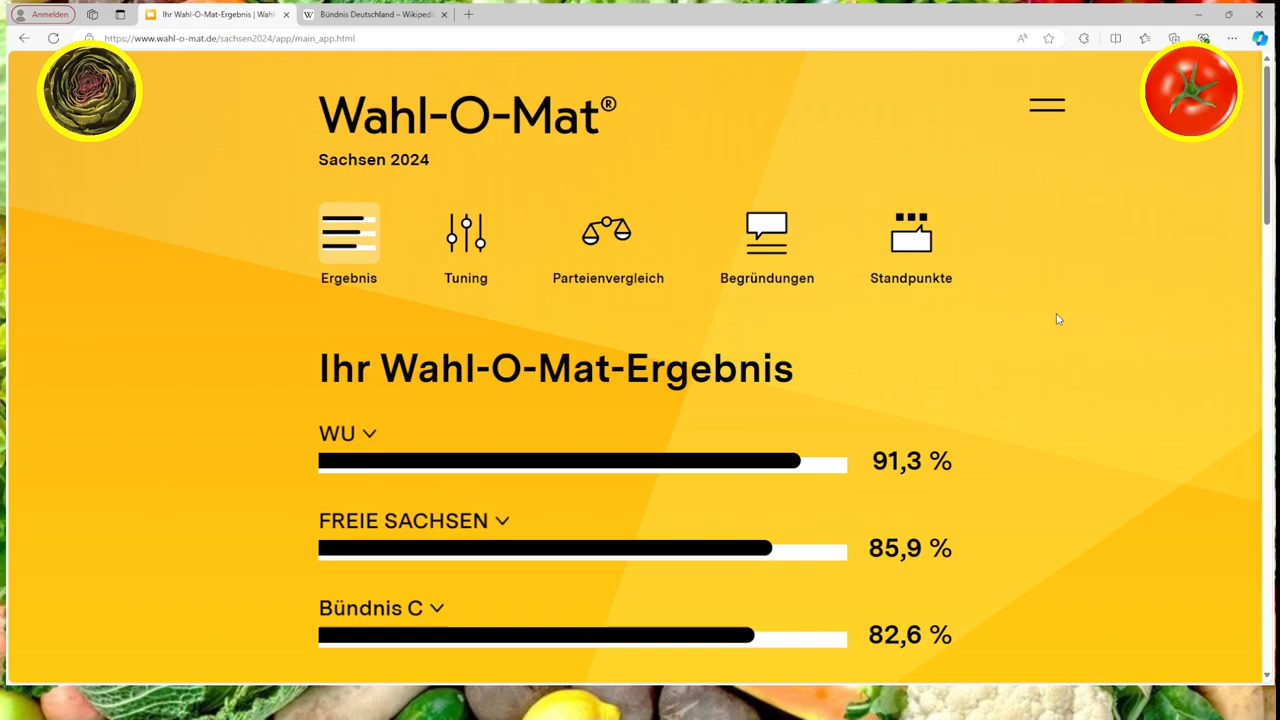 Anmelden
Ihr Wahl-O-Mat-Ergebnis | Wahl
Bündnis Deutschland – Wikipedi
https://www.wahl-o-mat.de/sachsen2024/app/main_app.html
Wahl-O-Mat®
Sachsen 2024
Ergebnis
Tuning
Parteienvergleich
Begründungen
Standpunkte
Ihr Wahl-O-Mat-Ergebnis
WU
91,3 %
FREIE SACHSEN
85,9 %
Bündnis C
82,6 %